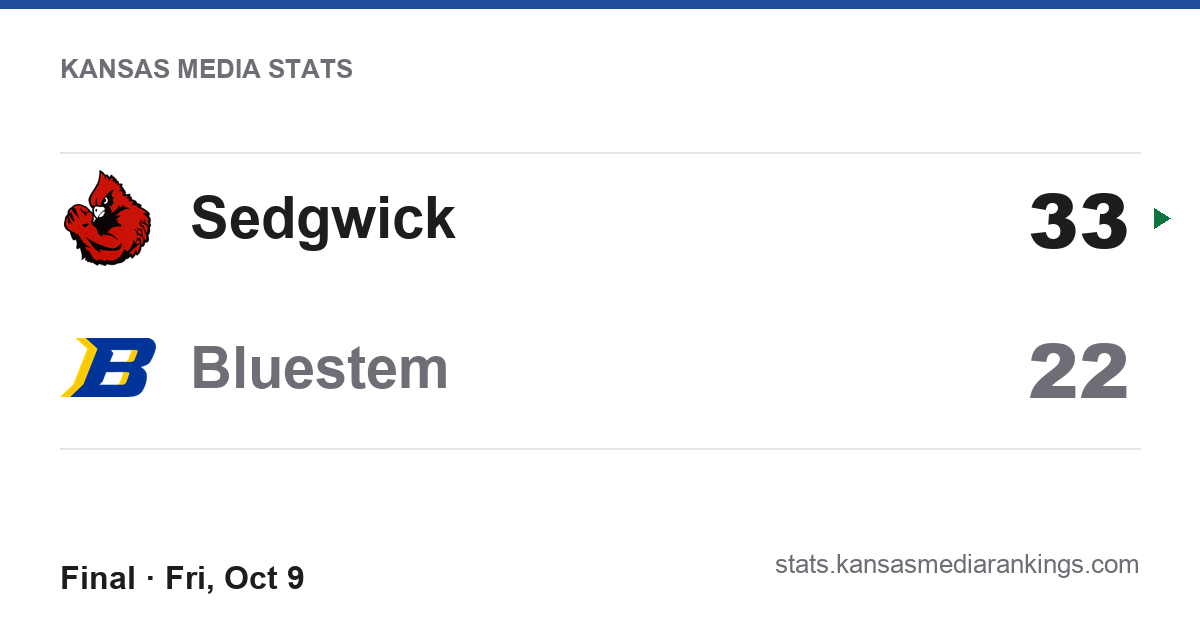 KANSAS MEDIA STATS
Sedgwick 33
B Bluestem 22
Final · Fri, Oct 9
stats.kansasmediarankings.com